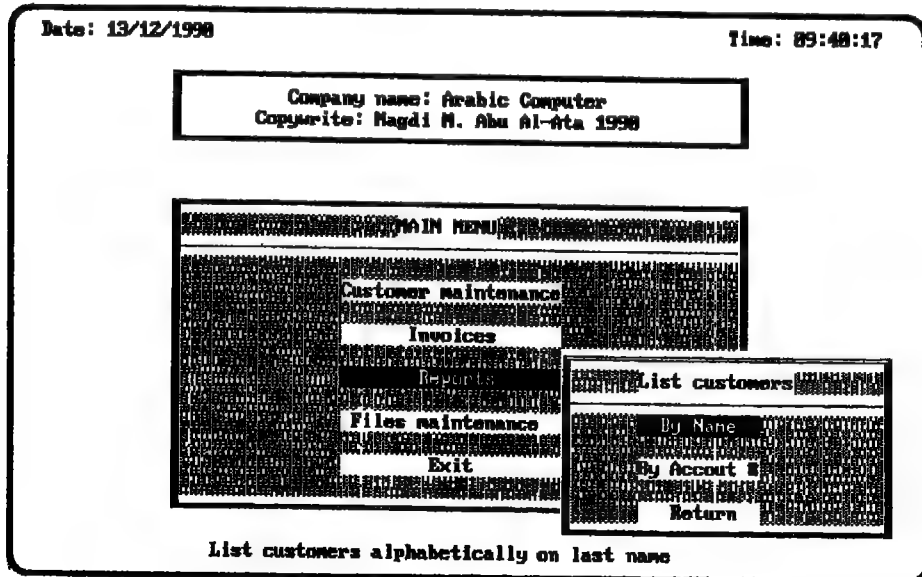 Date: 13/12/1990
Time: 09:40:17
Company name: Arabic Computer
Copywrite: Magdi M. Abu Al-Ata 1990
MAIN MENU
Customer maintenance
Invoices
Reports
Files maintenance
Exit
List customers
By Name
By Accout #
Return
List customers alphabetically on last name